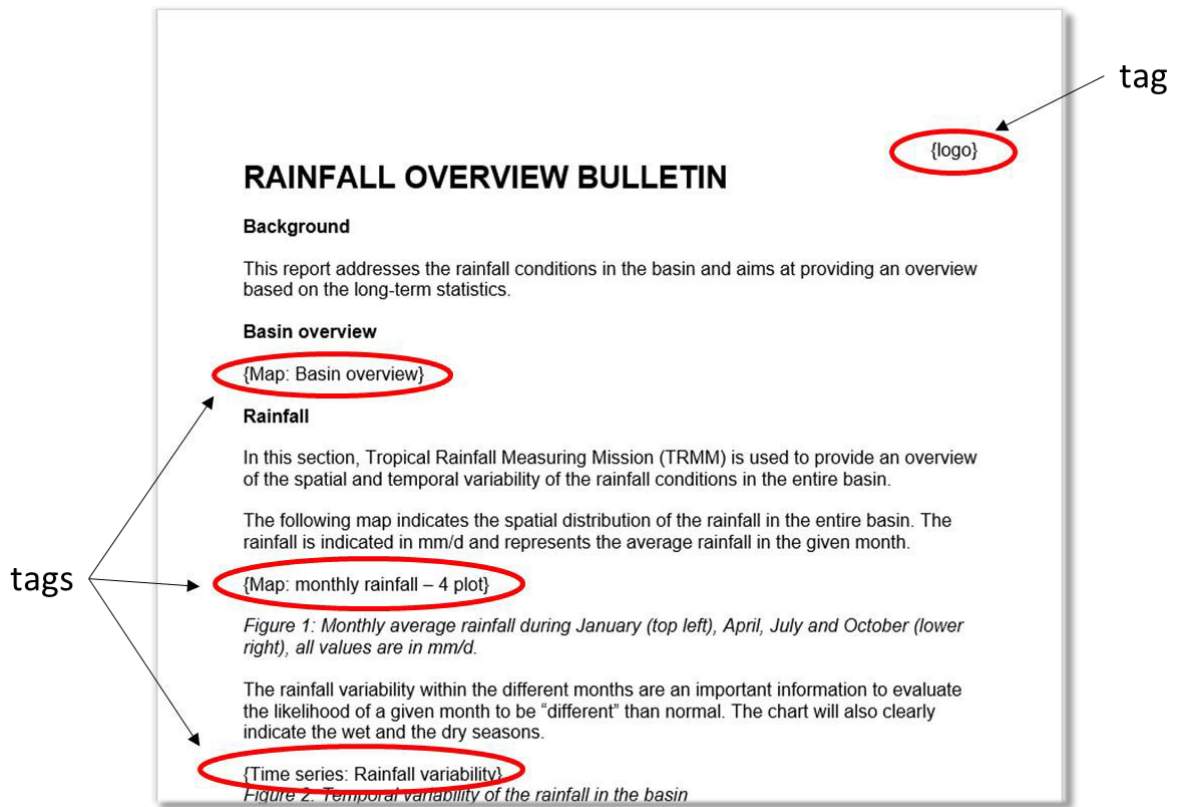 tag
{logo}
RAINFALL OVERVIEW BULLETIN
Background
This report addresses the rainfall conditions in the basin and aims at providing an overview
based on the long-term statistics.
Basin overview
{Map: Basin overview}
Rainfall
In this section, Tropical Rainfall Measuring Mission (TRMM) is used to provide an overview
of the spatial and temporal variability of the rainfall conditions in the entire basin.
The following map indicates the spatial distribution of the rainfall in the entire basin. The
rainfall is indicated in mm/d and represents the average rainfall in the given month.
tags
{Map: monthly rainfall – 4 plot}
Figure 1: Monthly average rainfall during January (top left), April, July and October (lower
right), all values are in mm/d.
The rainfall variability within the different months are an important information to evaluate
the likelihood of a given month to be “different” than normal. The chart will also clearly
indicate the wet and the dry seasons.
{Time series: Rainfall variability}
Figure 2: Temporal variability of the rainfall in the basin